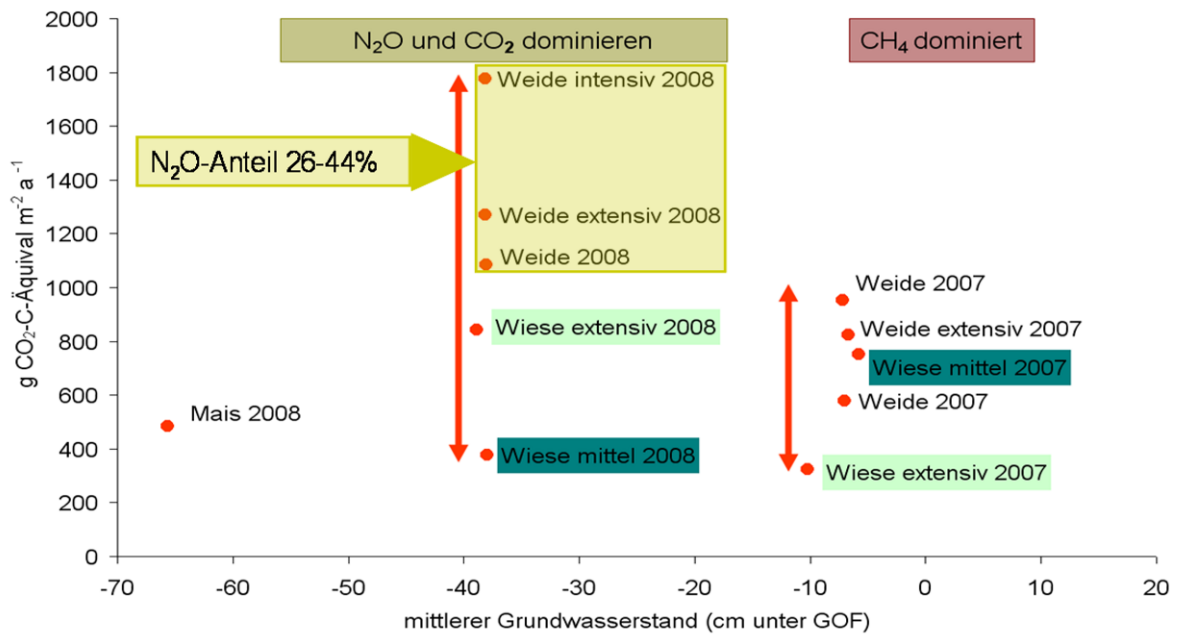 N₂O und CO₂ dominieren
CH₄ dominiert
g CO₂-C-Äquival m⁻² a⁻¹
2000
1800
1600
1400
1200
1000
800
600
400
200
0
Weide intensiv 2008
N₂O-Anteil 26-44%
Weide extensiv 2008
Weide 2008
Weide 2007
Wiese extensiv 2008
Weide extensiv 2007
Wiese mittel 2007
Mais 2008
Weide 2007
Wiese mittel 2008
Wiese extensiv 2007
-70 -60 -50 -40 -30 -20 -10 0 10 20
mittlerer Grundwasserstand (cm unter GOF)